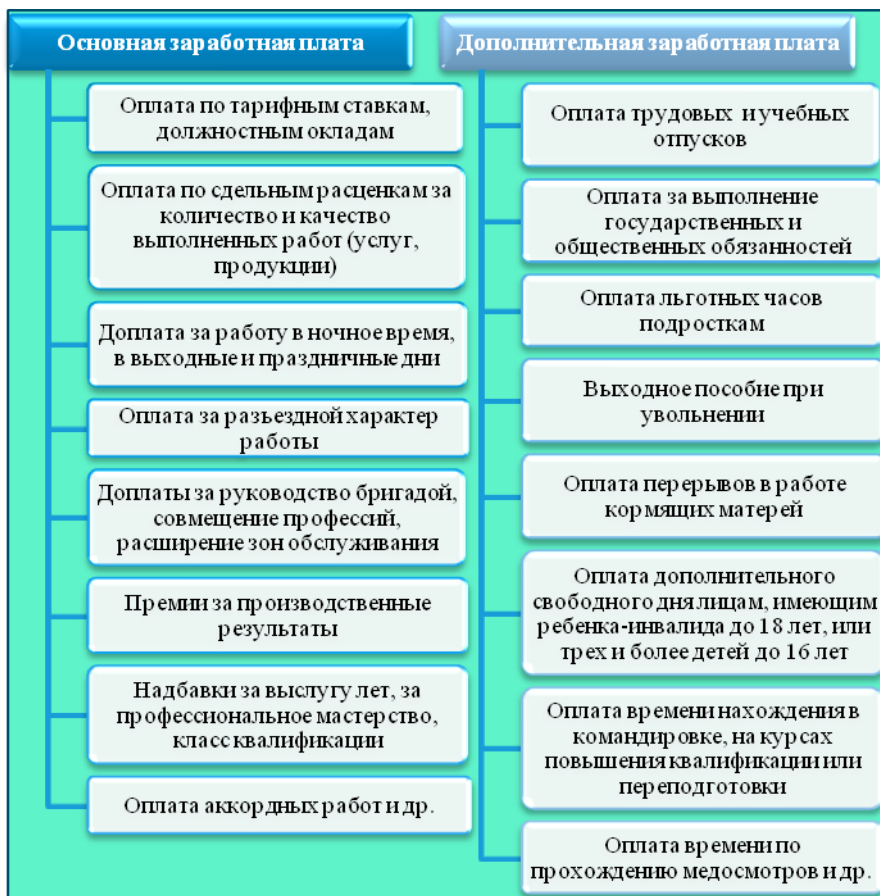 Основная заработная плата
Оплата по тарифным ставкам,
должностным окладам
Оплата по сдельным расценкам за
количество и качество
выполненных работ (услуг,
продукции)
Доплата за работу в ночное время,
в выходные и праздничные дни
Оплата за разъездной характер
работы
Доплаты за руководство бригадой,
совмещение профессий,
расширение зон обслуживания
Премии за производственные
результаты
Надбавки за выслугу лет, за
профессиональное мастерство,
класс квалификации
Оплата аккордных работ и др.
Дополнительная заработная плата
Оплата трудовых и учебных
отпусков
Оплата за выполнение
государственных и
общественных обязанностей
Оплата льготных часов
подросткам
Выходное пособие при
увольнении
Оплата перерывов в работе
кормящих матерей
Оплата дополнительного
свободного дня лицам, имеющим
ребенка-инвалида до 18 лет, или
трех и более детей до 16 лет
Оплата времени нахождения в
командировке, на курсах
повышения квалификации или
переподготовки
Оплата времени по
прохождению медосмотров и др.